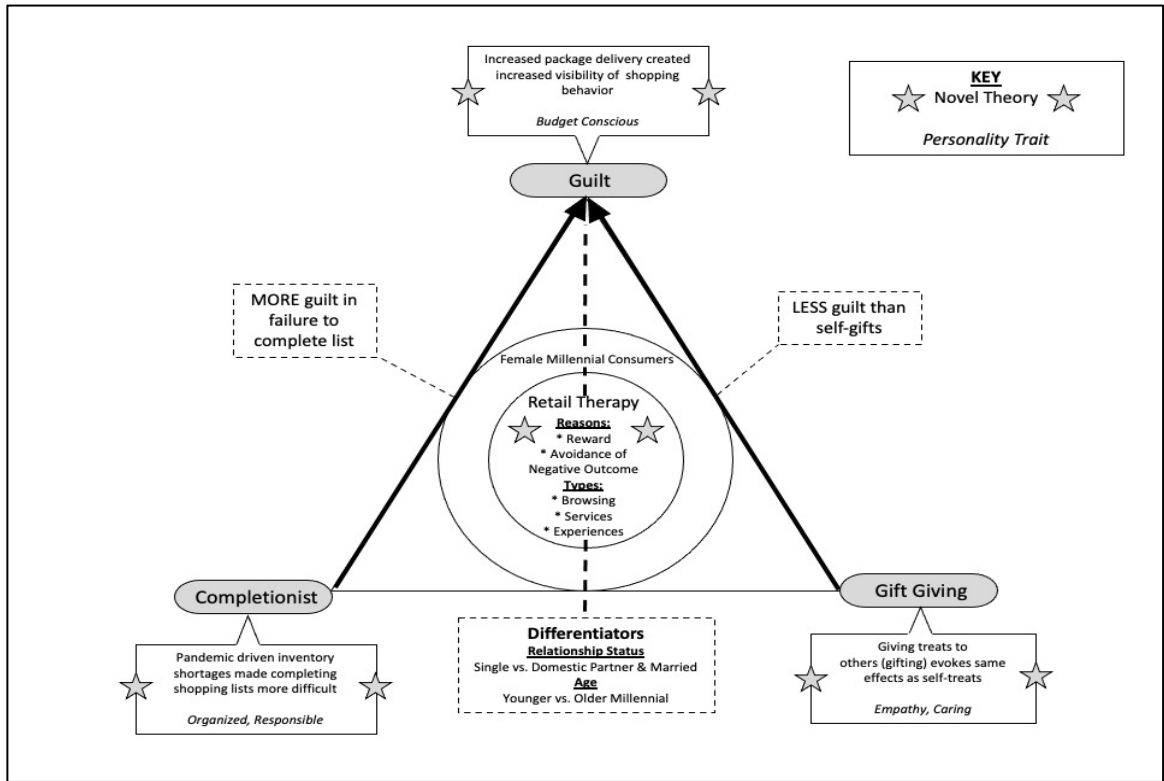 Increased package delivery created
increased visibility of shopping
behavior
Budget Conscious
KEY
Novel Theory
Personality Trait
Guilt
MORE guilt in
failure to
complete list
LESS guilt than
self-gifts
Female Millennial Consumers
Retail Therapy
Reasons:
* Reward
* Avoidance of
Negative Outcome
Types:
* Browsing
* Services
* Experiences
Completionist
Gift Giving
Pandemic driven inventory
shortages made completing
shopping lists more difficult
Organized, Responsible
Differentiators
Relationship Status
Single vs. Domestic Partner & Married
Age
Younger vs. Older Millennial
Giving treats to
others (gifting) evokes same
effects as self-treats
Empathy, Caring